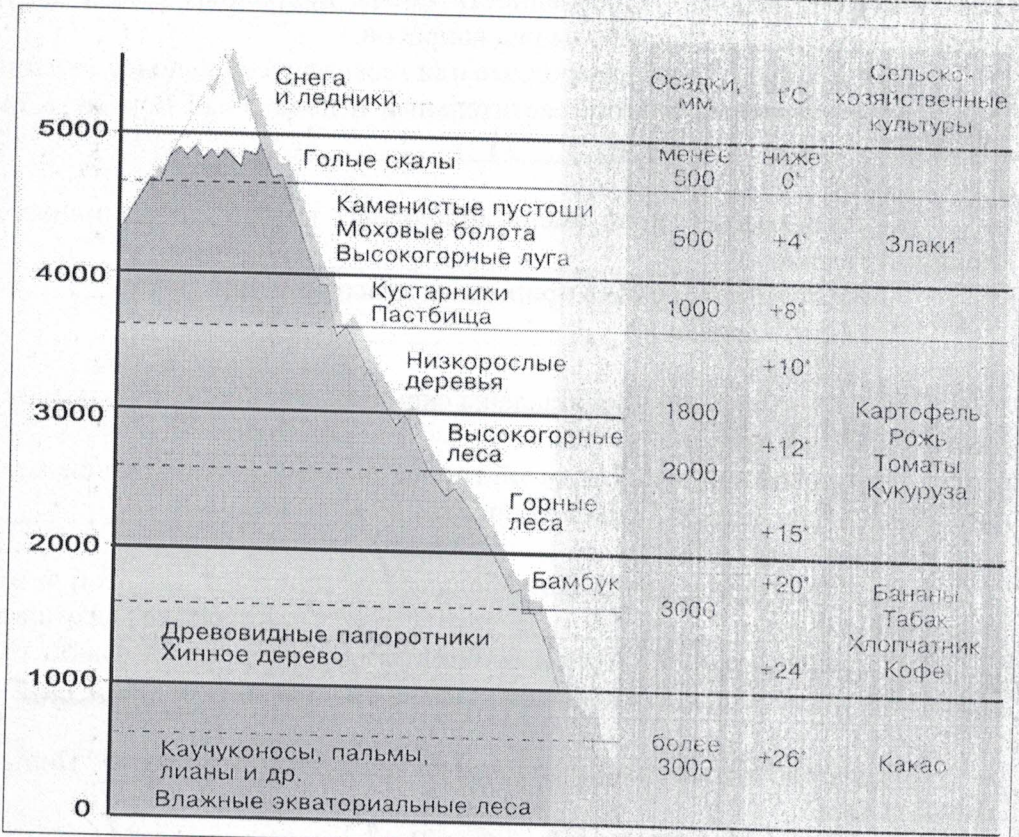 Снега
и ледники
Осадки,
мм
t°C
Сельско-
хозяйственные
культуры
5000
Голые скалы
менее
500
ниже
0°
Каменистые пустоши
Моховые болота
Высокогорные луга
500
+4°
Злаки
4000
Кустарники
Пастбища
1000
+8°
Низкорослые
деревья
+10°
3000
1800
Высокогорные
леса
+12°
2000
Картофель
Рожь
Томаты
Кукуруза
Горные
леса
+15°
2000
Бамбук
+20°
3000
Бананы
Табак
Хлопчатник
Кофе
Древовидные папоротники
Хинное дерево
+24°
1000
Каучуконосы, пальмы,
лианы и др.
более
3000
+26°
Какао
Влажные экваториальные леса
0